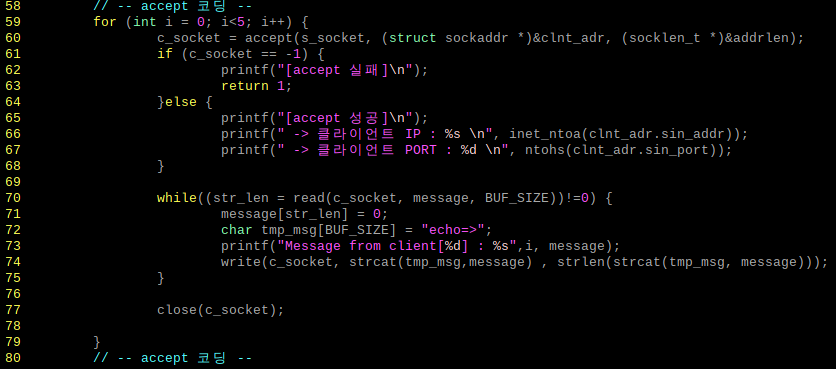 58         // -- accept 코딩 --
59         for (int i = 0; i<5; i++) {
60                 c_socket = accept(s_socket, (struct sockaddr *)&clnt_adr, (socklen_t *)&addrlen);
61                 if (c_socket == -1) {
62                         printf("[accept 실패]\n");
63                         return 1;
64                 }else {
65                         printf("[accept 성공]\n");
66                         printf(" -> 클라이언트 IP : %s \n", inet_ntoa(clnt_adr.sin_addr));
67                         printf(" -> 클라이언트 PORT : %d \n", ntohs(clnt_adr.sin_port));
68                 }
69
70                 while((str_len = read(c_socket, message, BUF_SIZE))!=0) {
71                         message[str_len] = 0;
72                         char tmp_msg[BUF_SIZE] = "echo=>";
73                         printf("Message from client[%d] : %s",i, message);
74                         write(c_socket, strcat(tmp_msg,message) , strlen(strcat(tmp_msg, message)));
75                 }
76
77                 close(c_socket);
78
79         }
80         // -- accept 코딩 --